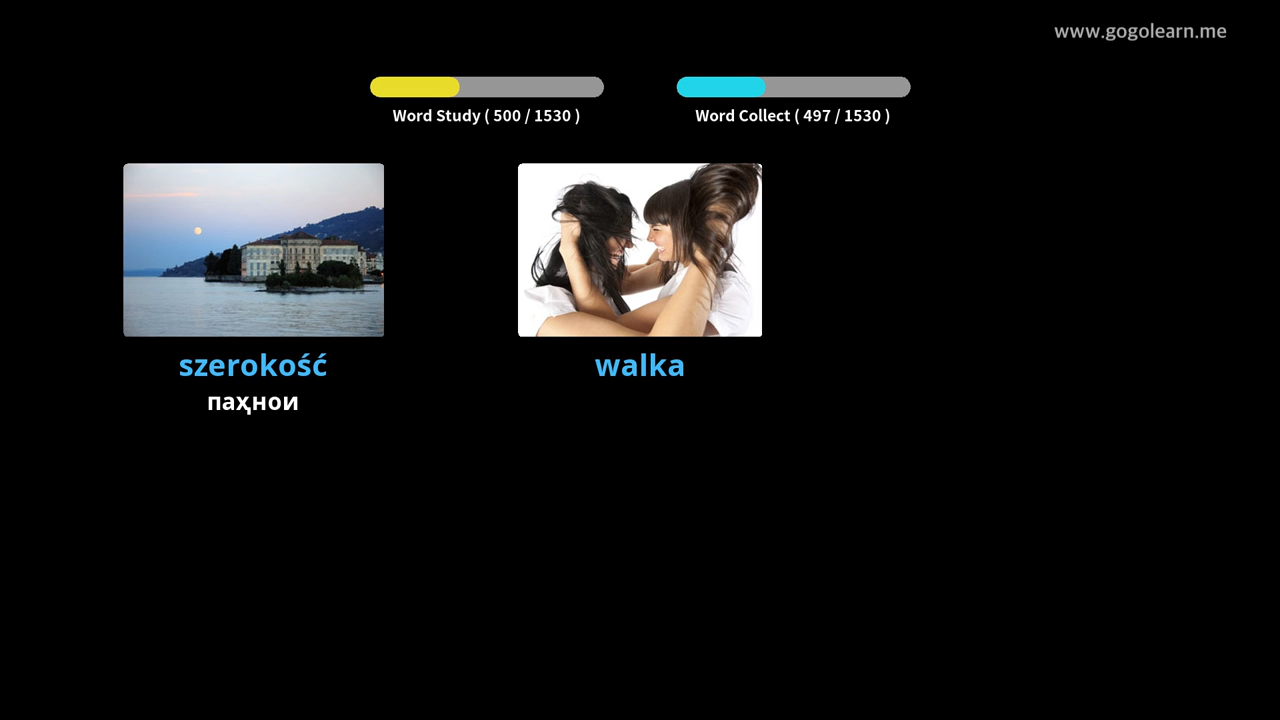 www.gogolearn.me
Word Study ( 500 / 1530 )
Word Collect ( 497 / 1530 )
szerokość
паҳнои
walka